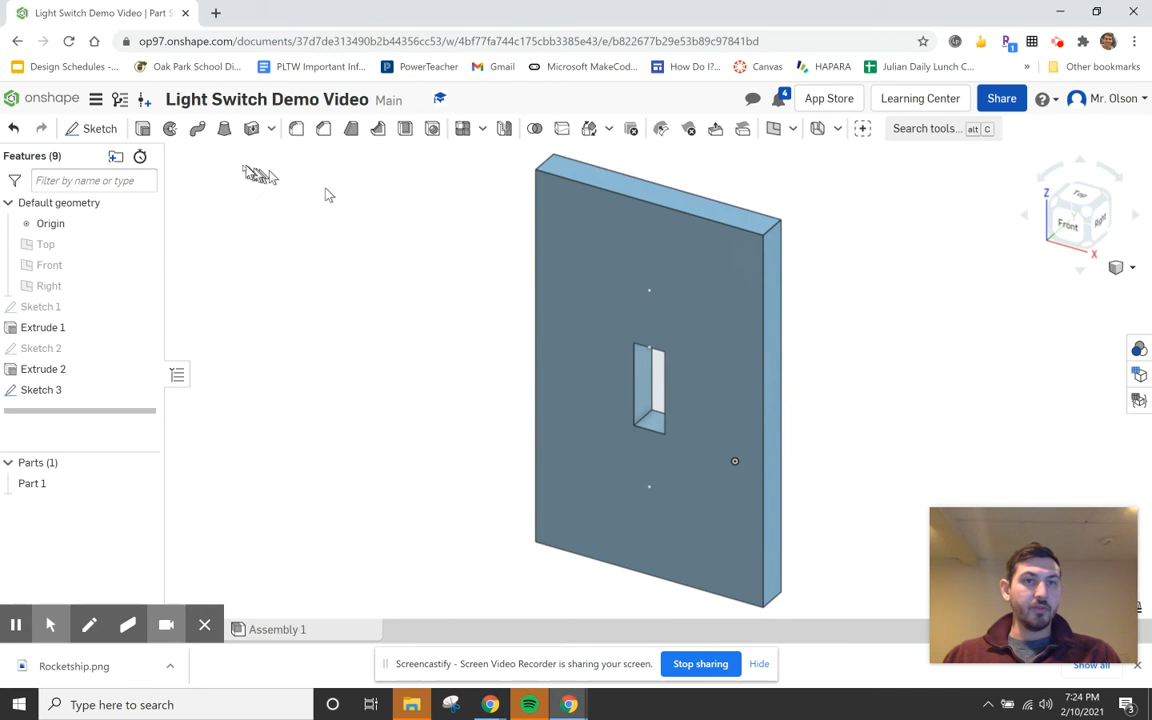 Light Switch Demo Video | Part S
op97.onshape.com/documents/37d7de313490b2b44356cc53/w/4bf77fa744c175cbb3385e43/e/b822677b29e53b89c97841bd
Design Schedules -...
Oak Park School Di...
PLTW Important Inf...
PowerTeacher
Gmail
Microsoft MakeCod...
How Do I?...
Canvas
HAPARA
Julian Daily Lunch C...
»
Other bookmarks
onshape
Light Switch Demo Video Main
4
App Store
Learning Center
Share
Mr. Olson
Sketch
Search tools... alt C
Features (9)
Filter by name or type
Default geometry
Origin
Top
Front
Right
Sketch 1
Extrude 1
Sketch 2
Extrude 2
Sketch 3
Parts (1)
Part 1
Z
Top
Front
Right
X
Assembly 1
Rocketship.png
Screencastify - Screen Video Recorder is sharing your screen.
Stop sharing
Hide
Show all
Type here to search
7:24 PM
2/10/2021
3